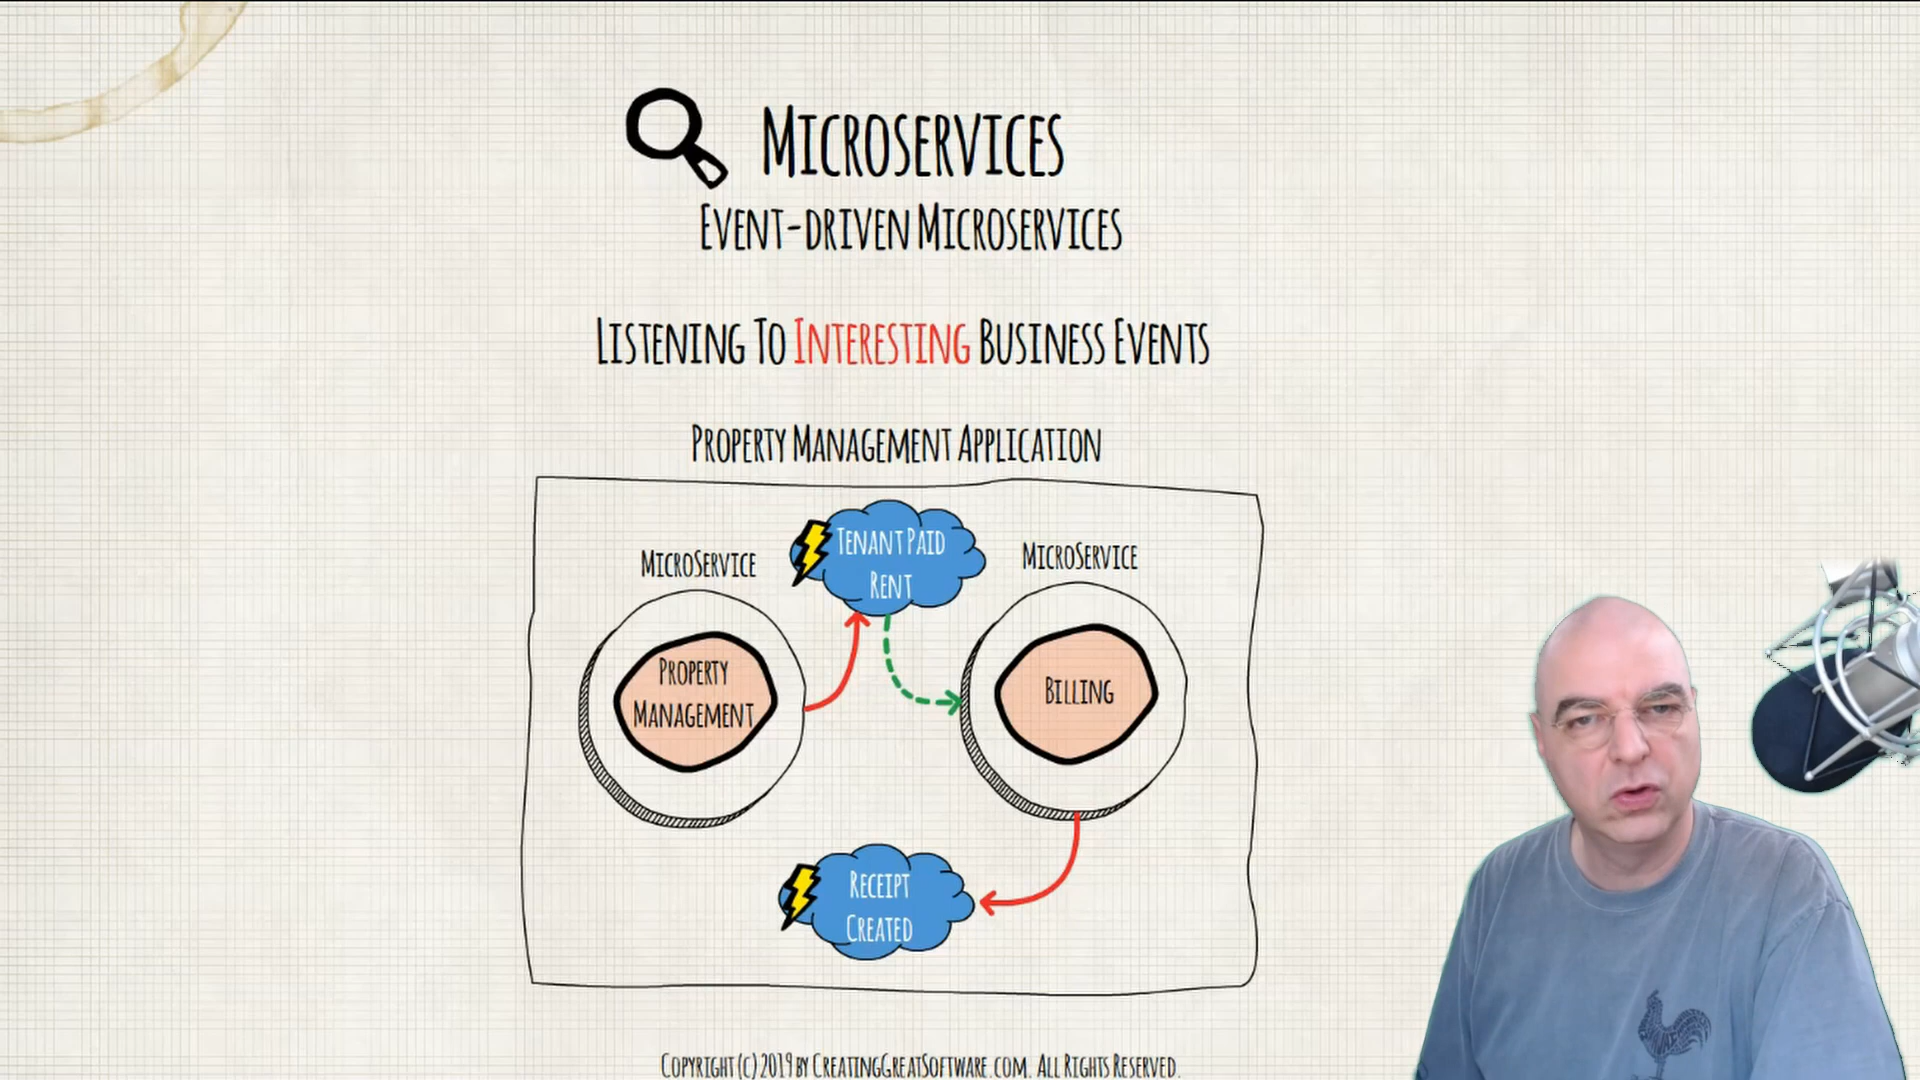 Microservices
Event-driven Microservices
Listening To Interesting Business Events
Property Management Application
MicroService
Tenant Paid
Rent
MicroService
Property
Management
Billing
Receipt
Created
Copyright (c) 2019 by CreatingGreatSoftware.com. All Rights Reserved.